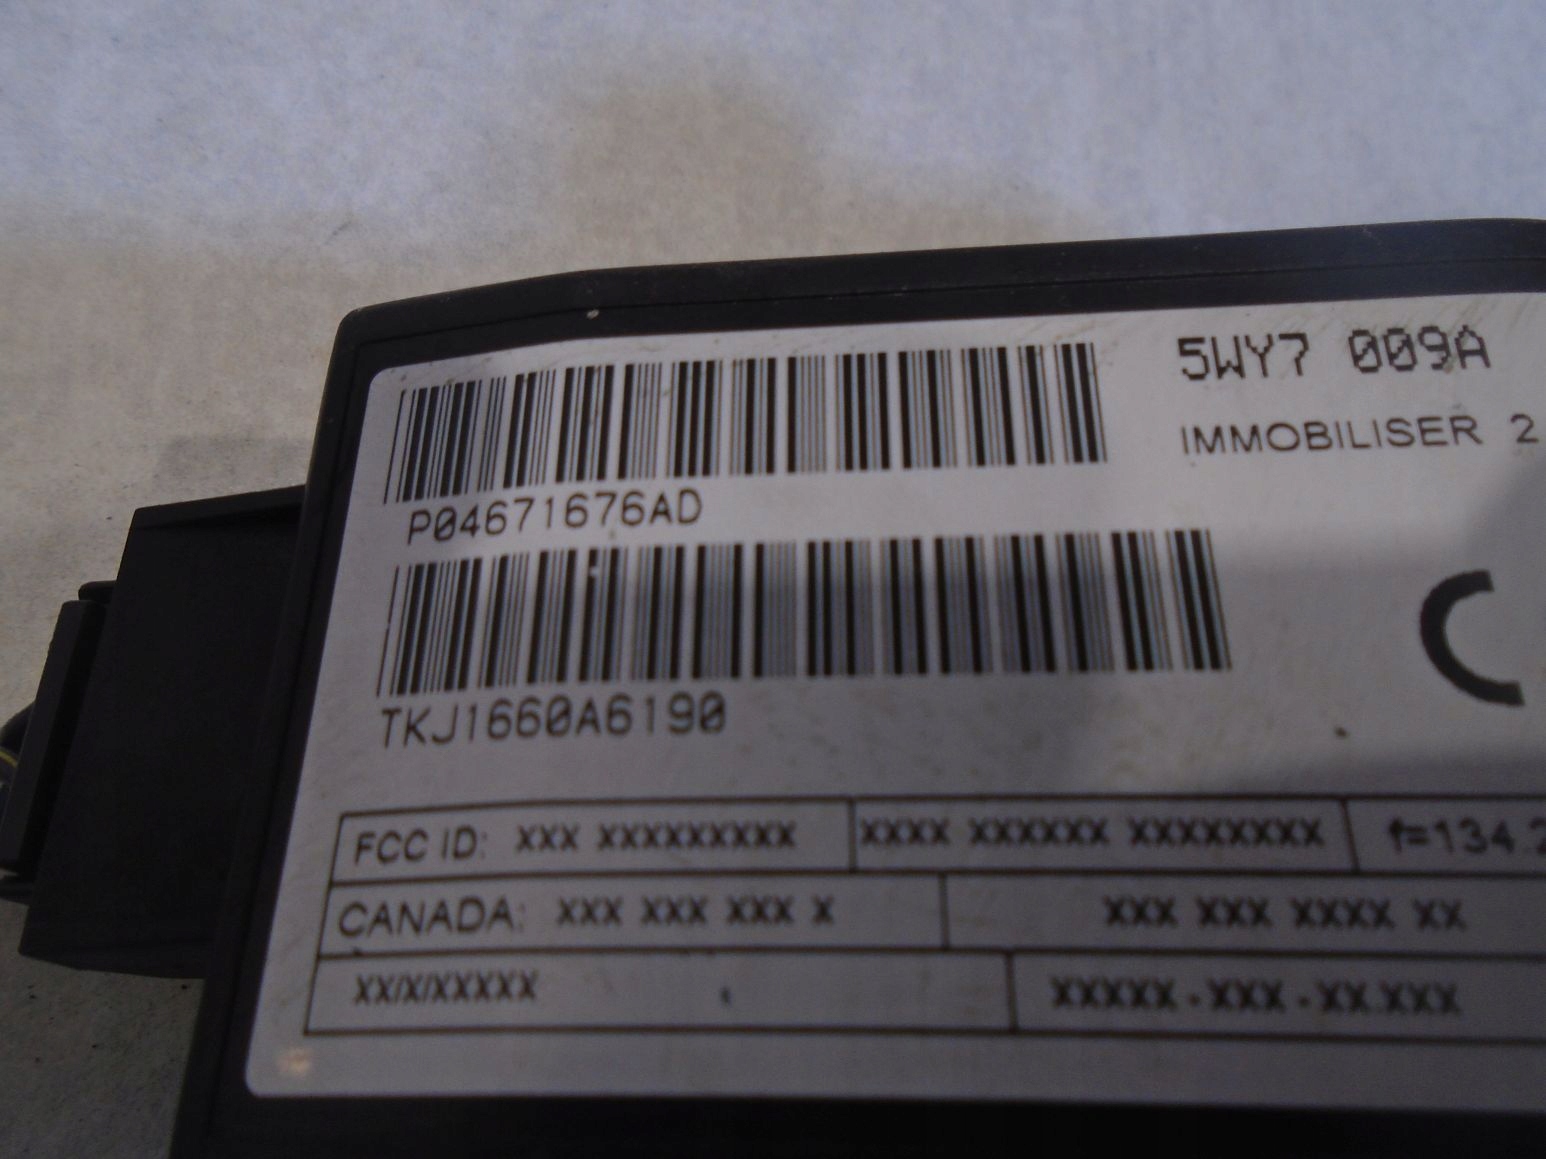 5WY7 009A
IMMOBILISER 2
P04671676AD
TKJ1660A6190
FCC ID: XXX XXXXXXXXX XXXX XXXXXX XXXXXXXX f=134.2
CANADA: XXX XXX XXX X XXX XXX XXXX XX
XX/X/XXXXX XXXXX-XXX-XX.XXX